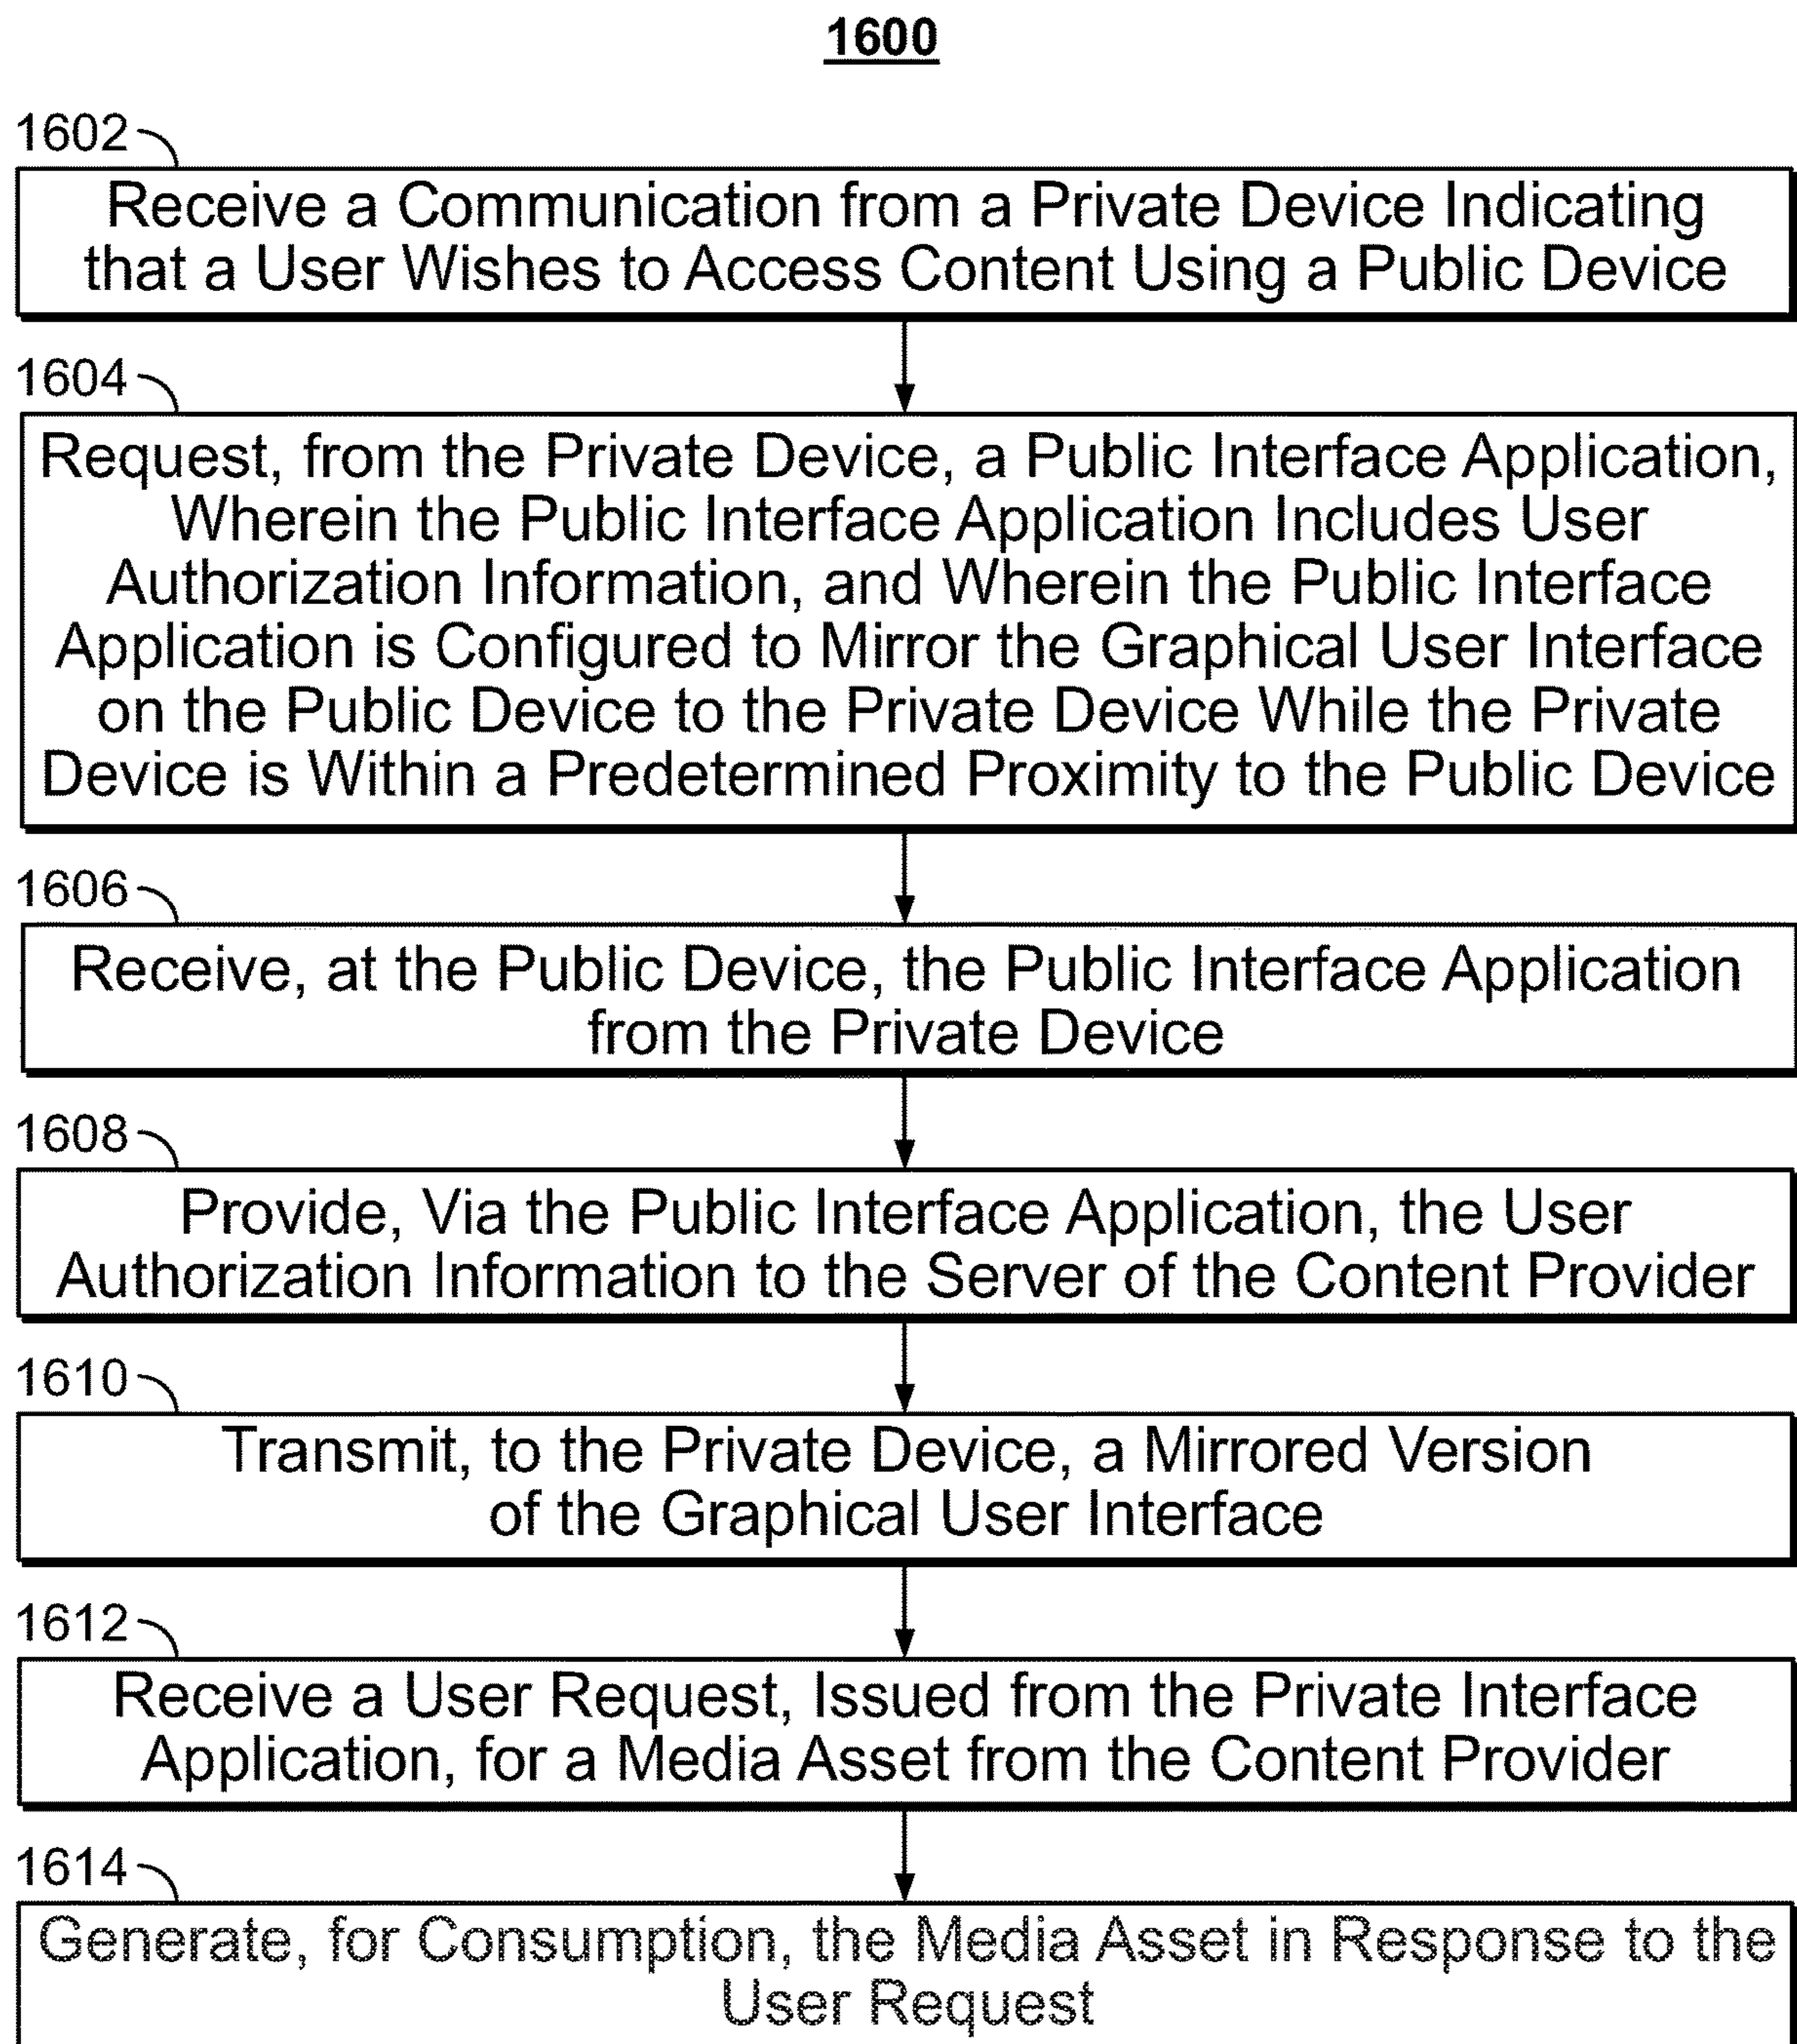 1600
1602
Receive a Communication from a Private Device Indicating
that a User Wishes to Access Content Using a Public Device
1604
Request, from the Private Device, a Public Interface Application,
Wherein the Public Interface Application Includes User
Authorization Information, and Wherein the Public Interface
Application is Configured to Mirror the Graphical User Interface
on the Public Device to the Private Device While the Private
Device is Within a Predetermined Proximity to the Public Device
1606
Receive, at the Public Device, the Public Interface Application
from the Private Device
1608
Provide, Via the Public Interface Application, the User
Authorization Information to the Server of the Content Provider
1610
Transmit, to the Private Device, a Mirrored Version
of the Graphical User Interface
1612
Receive a User Request, Issued from the Private Interface
Application, for a Media Asset from the Content Provider
1614
Generate, for Consumption, the Media Asset in Response to the
User Request